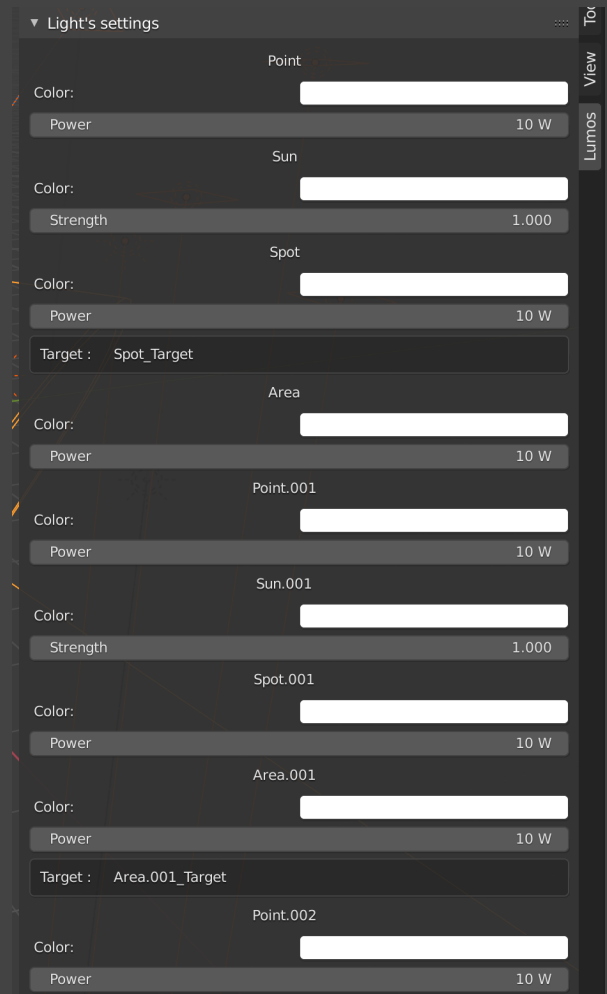 Light's settings
Point
Color:
Power 10 W
Sun
Color:
Strength 1.000
Spot
Color:
Power 10 W
Target : Spot_Target
Area
Color:
Power 10 W
Point.001
Color:
Power 10 W
Sun.001
Color:
Strength 1.000
Spot.001
Color:
Power 10 W
Area.001
Color:
Power 10 W
Target : Area.001_Target
Point.002
Color:
Power 10 W
View
Lumos